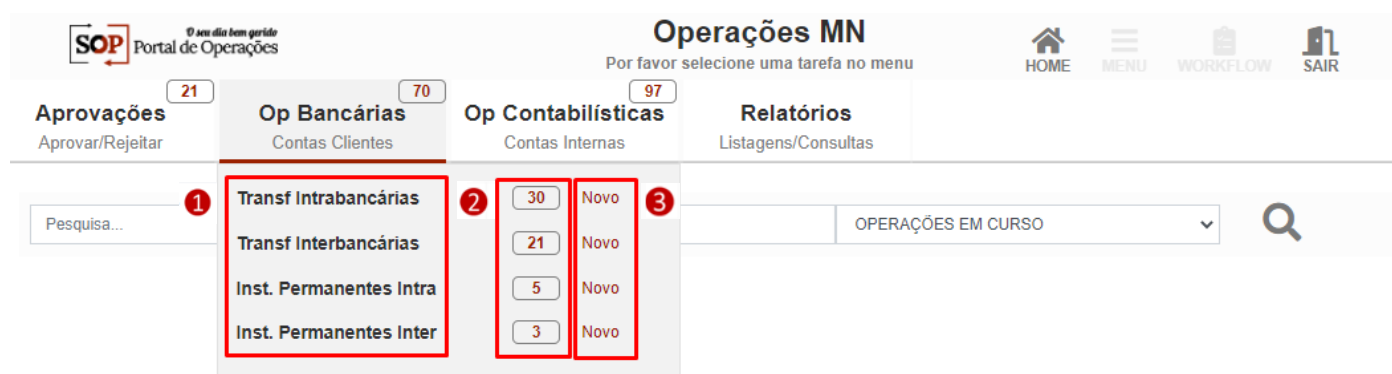 SOP
O seu dia bem gerido
Portal de Operações
Operações MN
Por favor selecione uma tarefa no menu
HOME
MENU
WORKFLOW
SAIR
21
Aprovações
Aprovar/Rejeitar
70
Op Bancárias
Contas Clientes
97
Op Contabilísticas
Contas Internas
Relatórios
Listagens/Consultas
1
2
3
Transf Intrabancárias 30 Novo
Transf Interbancárias 21 Novo
Inst. Permanentes Intra 5 Novo
Inst. Permanentes Inter 3 Novo
Pesquisa...
OPERAÇÕES EM CURSO